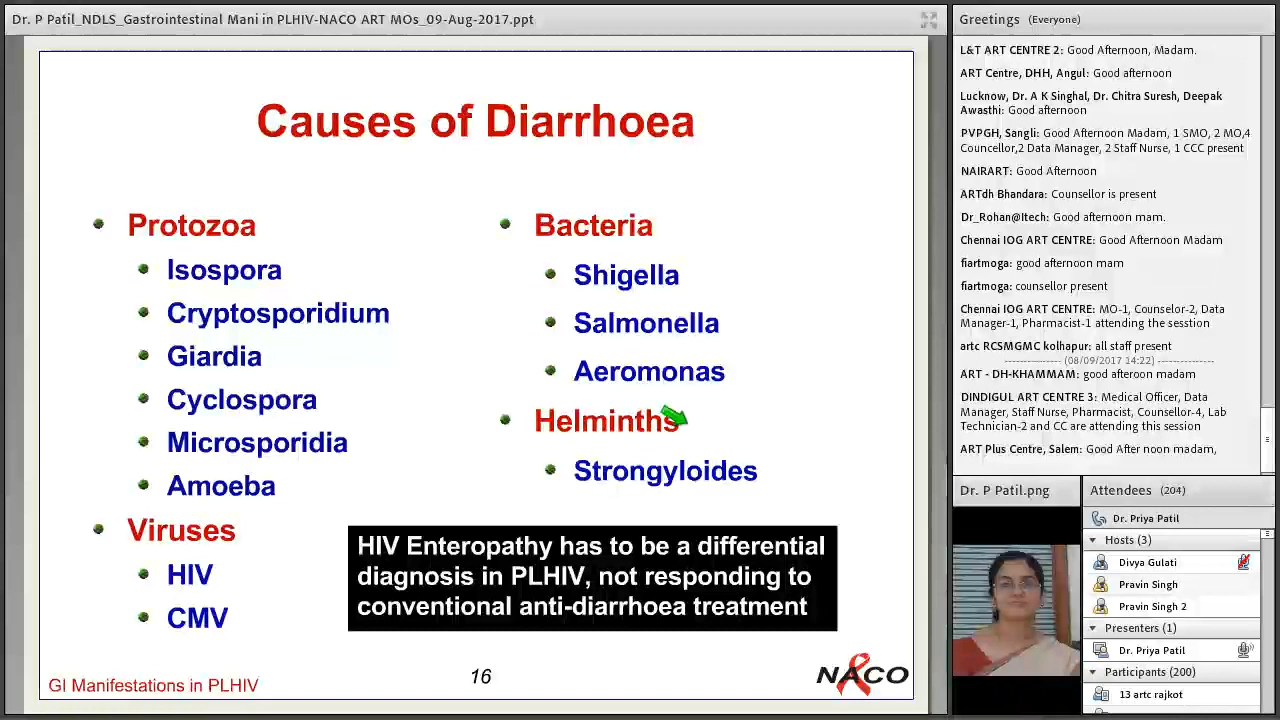 Dr. P Patil_NDLS_Gastrointestinal Mani in PLHIV-NACO ART MOs_09-Aug-2017.ppt
Causes of Diarrhoea
Protozoa
Isospora
Cryptosporidium
Giardia
Cyclospora
Microsporidia
Amoeba
Viruses
HIV
CMV
Bacteria
Shigella
Salmonella
Aeromonas
Helminths
Strongyloides
HIV Enteropathy has to be a differential
diagnosis in PLHIV, not responding to
conventional anti-diarrhoea treatment
GI Manifestations in PLHIV
16
NACO
Greetings (Everyone)
L&T ART CENTRE 2: Good Afternoon, Madam.
ART Centre, DHH, Angul: Good afternoon
Lucknow, Dr. A K Singhal, Dr. Chitra Suresh, Deepak
Awasthi: Good afternoon
PVPGH, Sangli: Good Afternoon Madam, 1 SMO, 2 MO,4
Councellor,2 Data Manager, 2 Staff Nurse, 1 CCC present
NAIRART: Good Afternoon
ARTdh Bhandara: Counsellor is present
Dr_Rohan@Itech: Good afternoon mam.
Chennai IOG ART CENTRE: Good Afternoon Madam
fiartmoga: good afternoon mam
fiartmoga: counsellor present
Chennai IOG ART CENTRE: MO-1, Counselor-2, Data
Manager-1, Pharmacist-1 attending the session
artc RCSMGMC kolhapur: all staff present
---------------- (08/09/2017 14:22) ----------------
ART - DH-KHAMMAM: good afteroon madam
DINDIGUL ART CENTRE 3: Medical Officer, Data
Manager, Staff Nurse, Pharmacist, Counsellor-4, Lab
Technician-2 and CC are attending this session
ART Plus Centre, Salem: Good After noon madam,
Dr. P Patil.png
Attendees (204)
Dr. Priya Patil
Hosts (3)
Divya Gulati
Pravin Singh
Pravin Singh 2
Presenters (1)
Dr. Priya Patil
Participants (200)
13 artc rajkot